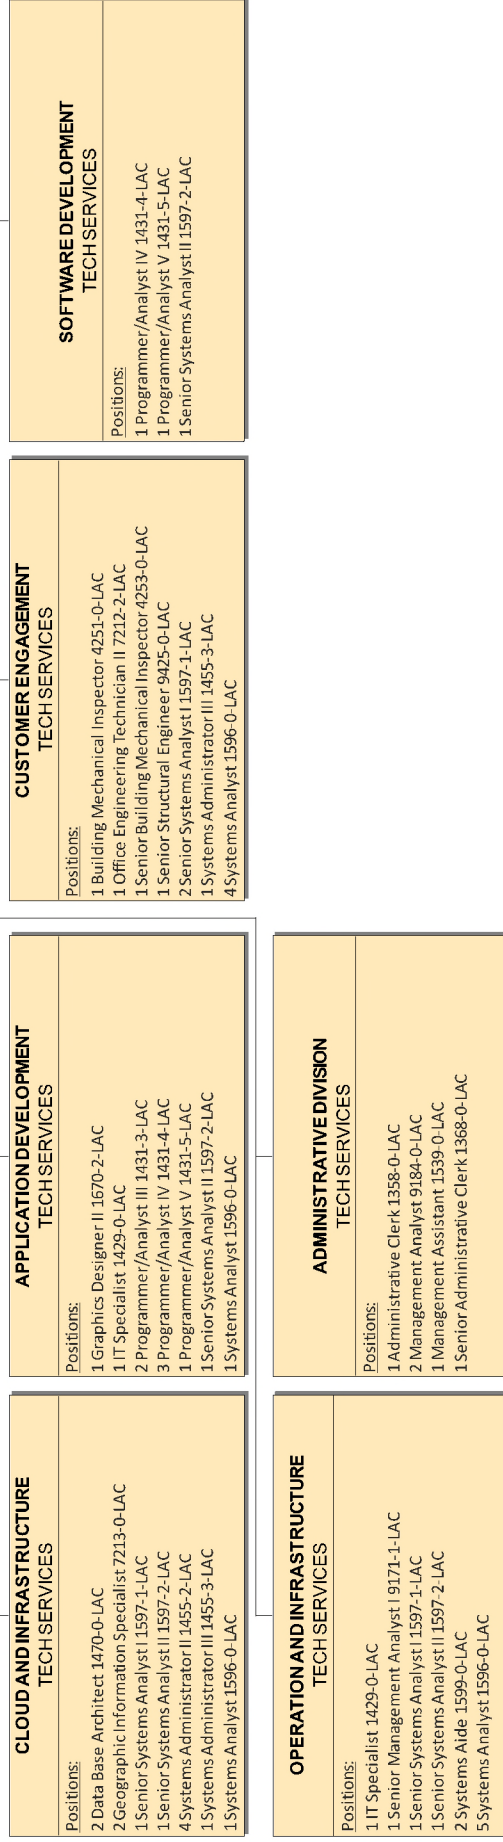 CLOUD AND INFRASTRUCTURE
TECH SERVICES
Positions:
2 Data Base Architect 1470-0-LAC
2 Geographic Information Specialist 7213-0-LAC
1 Senior Systems Analyst I 1597-1-LAC
1 Senior Systems Analyst II 1597-2-LAC
4 Systems Administrator II 1455-2-LAC
1 Systems Administrator III 1455-3-LAC
1 Systems Analyst 1596-0-LAC
APPLICATION DEVELOPMENT
TECH SERVICES
Positions:
1 Graphics Designer II 1670-2-LAC
1 IT Specialist 1429-0-LAC
2 Programmer/Analyst III 1431-3-LAC
3 Programmer/Analyst IV 1431-4-LAC
1 Programmer/Analyst V 1431-5-LAC
1 Senior Systems Analyst II 1597-2-LAC
1 Systems Analyst 1596-0-LAC
CUSTOMER ENGAGEMENT
TECH SERVICES
Positions:
1 Building Mechanical Inspector 4251-0-LAC
1 Office Engineering Technician II 7212-2-LAC
1 Senior Building Mechanical Inspector 4253-0-LAC
1 Senior Structural Engineer 9425-0-LAC
2 Senior Systems Analyst I 1597-1-LAC
1 Systems Administrator III 1455-3-LAC
4 Systems Analyst 1596-0-LAC
SOFTWARE DEVELOPMENT
TECH SERVICES
Positions:
1 Programmer/Analyst IV 1431-4-LAC
1 Programmer/Analyst V 1431-5-LAC
1 Senior Systems Analyst II 1597-2-LAC
OPERATION AND INFRASTRUCTURE
TECH SERVICES
Positions:
1 IT Specialist 1429-0-LAC
1 Senior Management Analyst I 9171-1-LAC
1 Senior Systems Analyst I 1597-1-LAC
1 Senior Systems Analyst II 1597-2-LAC
2 Systems Aide 1599-0-LAC
5 Systems Analyst 1596-0-LAC
ADMINISTRATIVE DIVISION
TECH SERVICES
Positions:
1 Administrative Clerk 1358-0-LAC
2 Management Analyst 9184-0-LAC
1 Management Assistant 1539-0-LAC
1 Senior Administrative Clerk 1368-0-LAC